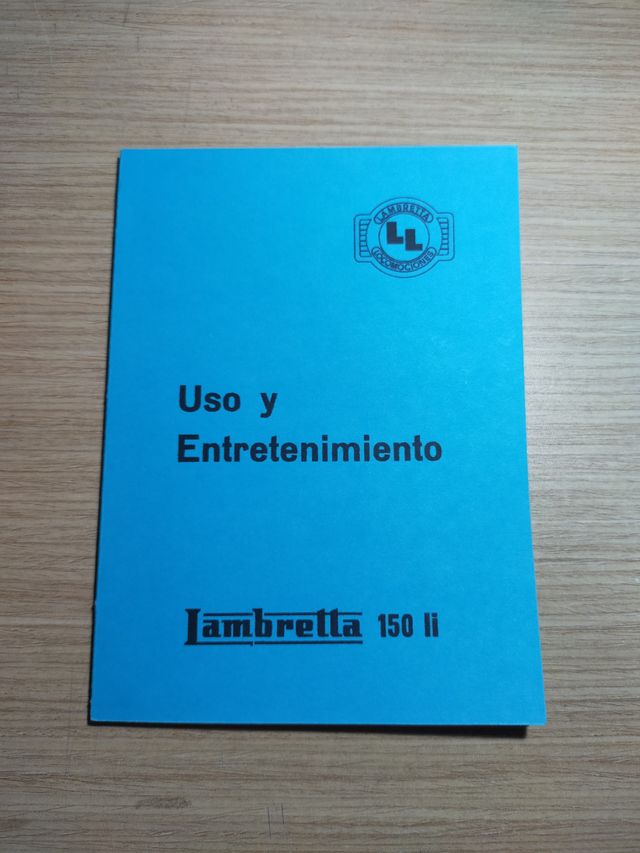 LAMBRETTA
LL
LOCOMOCIONES
Uso y
Entretenimiento
Lambretta 150 li